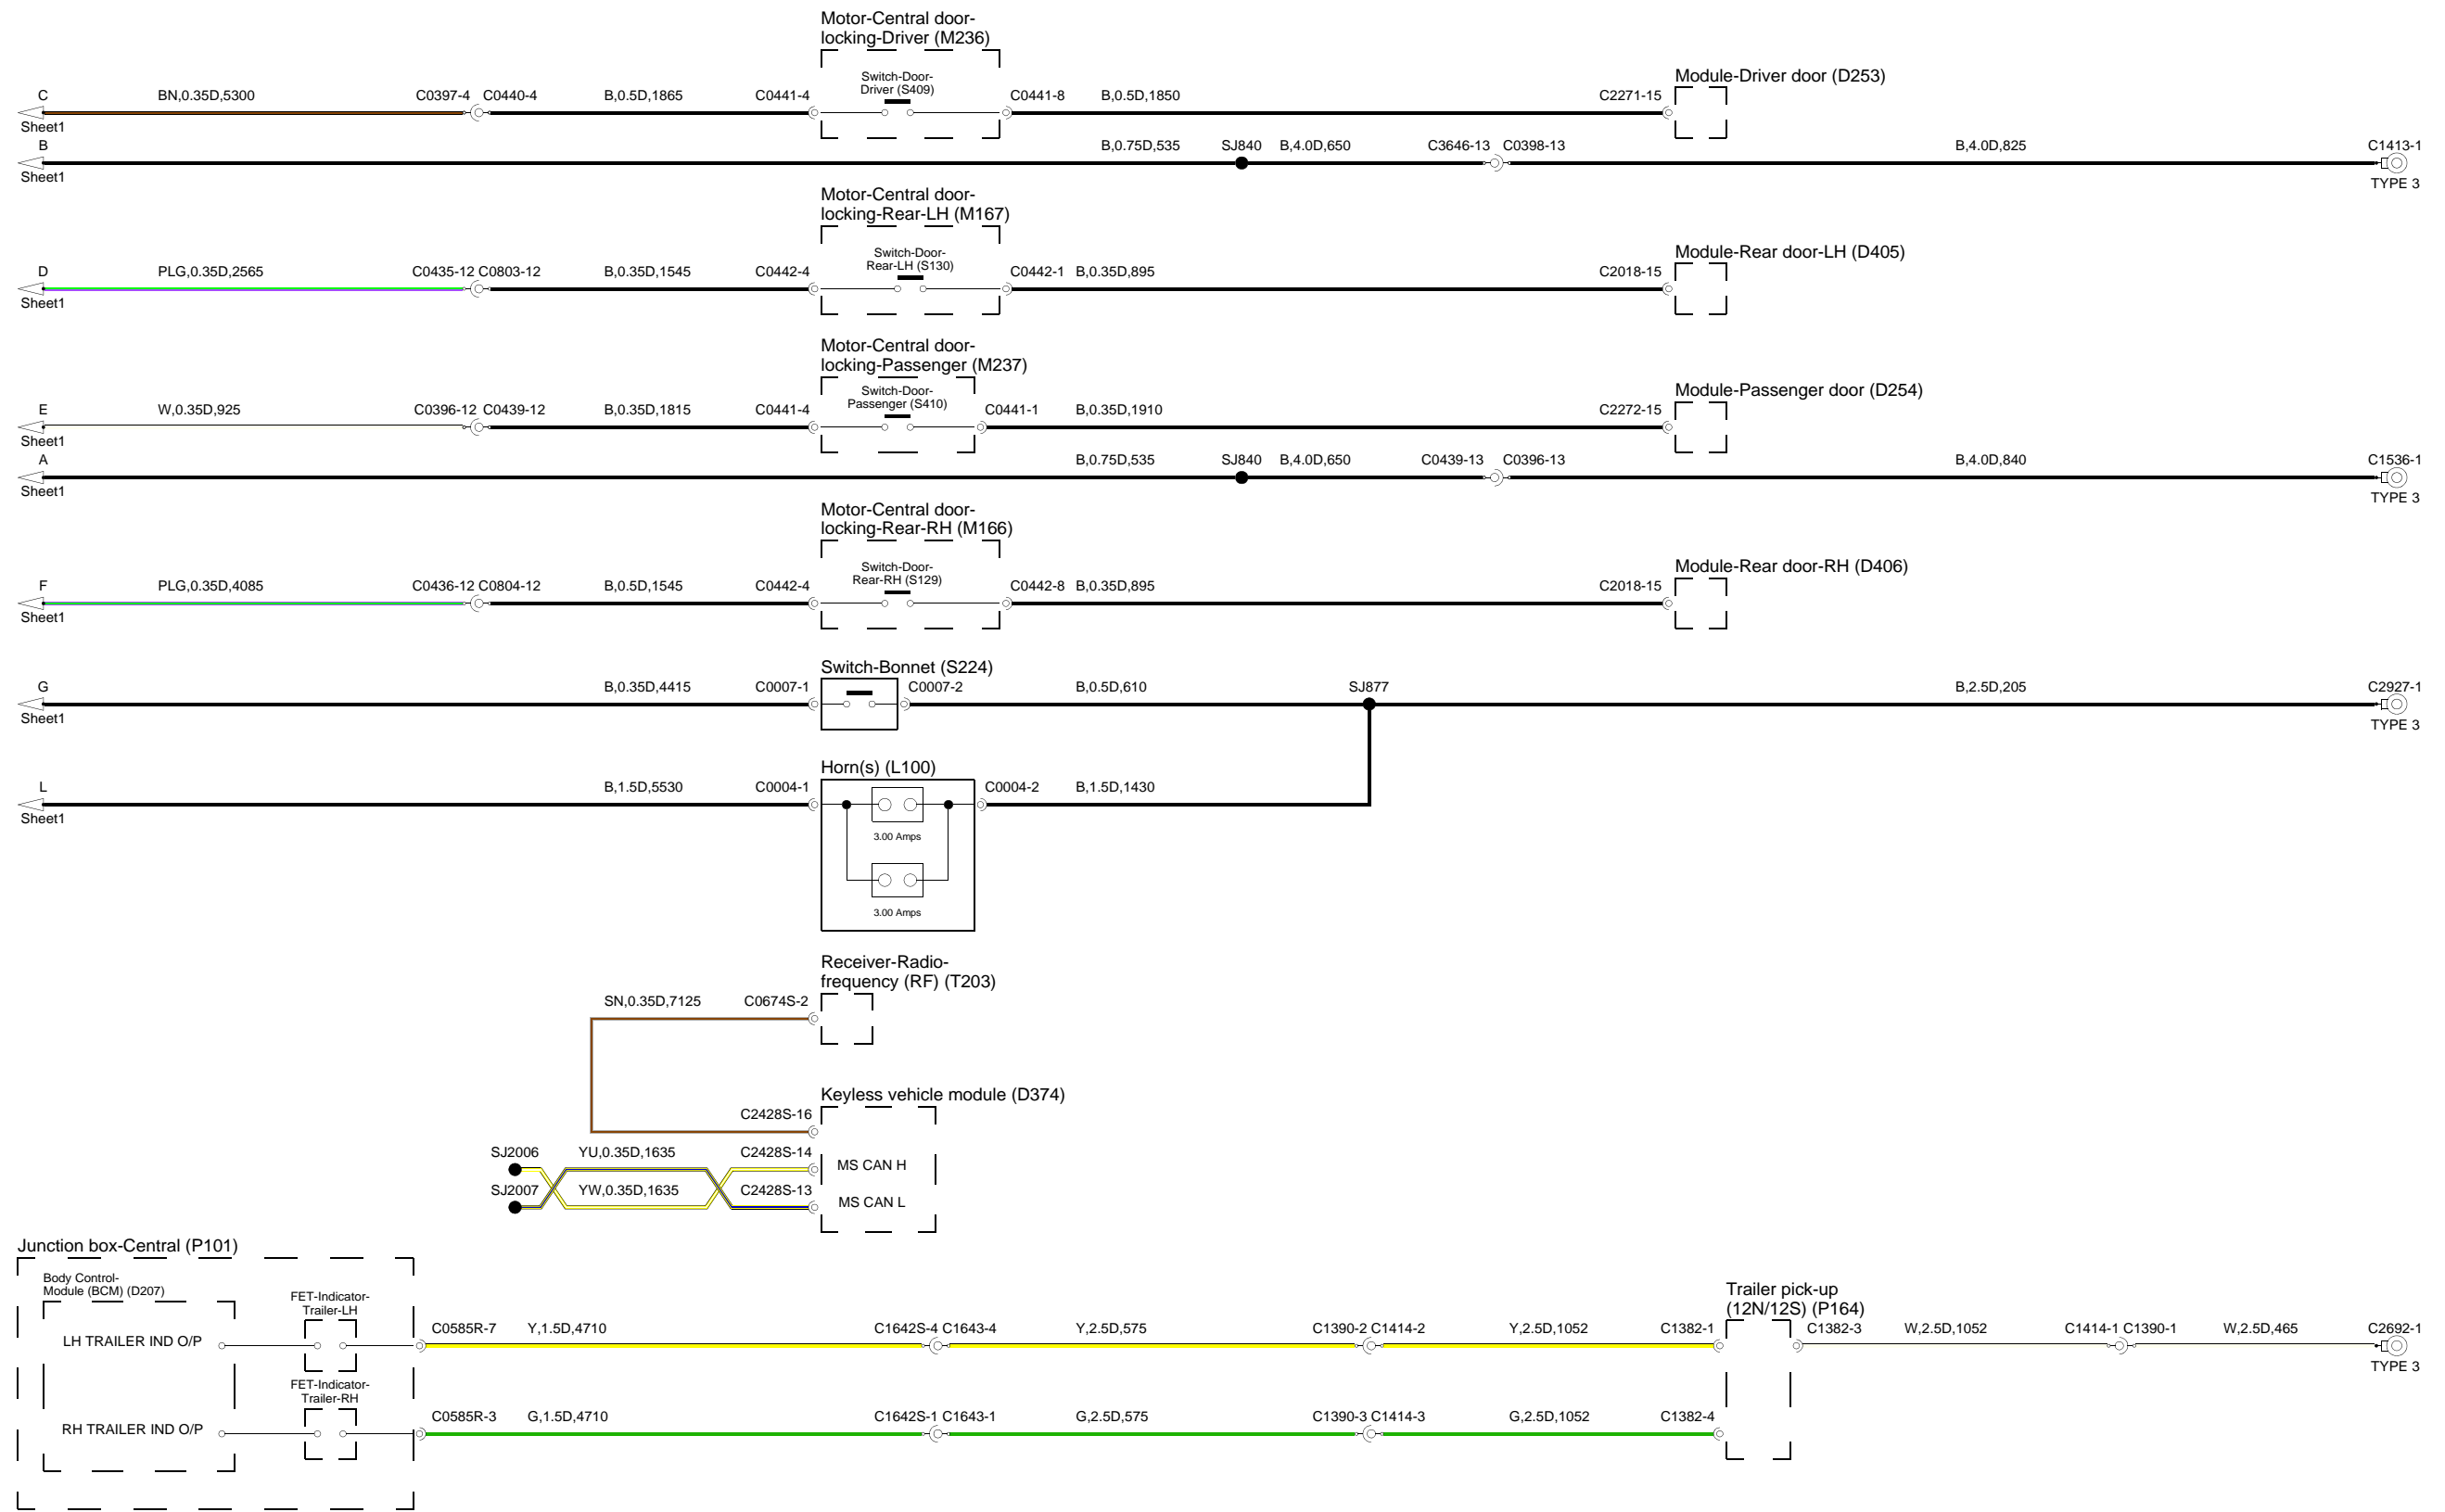 Motor-Central door-
locking-Driver (M236)
Switch-Door-
Driver (S409)
Module-Driver door (D253)
C BN,0.35D,5300 C0397-4 C0440-4 B,0.5D,1865 C0441-4 C0441-8 B,0.5D,1850 C2271-15
Sheet1
B B,0.75D,535 SJ840 B,4.0D,650 C3646-13 C0398-13 B,4.0D,825 C1413-1
Sheet1 TYPE 3
Motor-Central door-
locking-Rear-LH (M167)
Switch-Door-
Rear-LH (S130)
Module-Rear door-LH (D405)
D PLG,0.35D,2565 C0435-12 C0803-12 B,0.35D,1545 C0442-4 C0442-1 B,0.35D,895 C2018-15
Sheet1
Motor-Central door-
locking-Passenger (M237)
Switch-Door-
Passenger (S410)
Module-Passenger door (D254)
E W,0.35D,925 C0396-12 C0439-12 B,0.35D,1815 C0441-4 C0441-1 B,0.35D,1910 C2272-15
Sheet1
A B,0.75D,535 SJ840 B,4.0D,650 C0439-13 C0396-13 B,4.0D,840 C1536-1
Sheet1 TYPE 3
Motor-Central door-
locking-Rear-RH (M166)
Switch-Door-
Rear-RH (S129)
Module-Rear door-RH (D406)
F PLG,0.35D,4085 C0436-12 C0804-12 B,0.5D,1545 C0442-4 C0442-8 B,0.35D,895 C2018-15
Sheet1
Switch-Bonnet (S224)
G B,0.35D,4415 C0007-1 C0007-2 B,0.5D,610 SJ877 B,2.5D,205 C2927-1
Sheet1 TYPE 3
Horn(s) (L100)
L B,1.5D,5530 C0004-1 C0004-2 B,1.5D,1430
Sheet1
3.00 Amps
3.00 Amps
Receiver-Radio-
frequency (RF) (T203)
SN,0.35D,7125 C0674S-2
Keyless vehicle module (D374)
C2428S-16
SJ2006 YU,0.35D,1635 C2428S-14 MS CAN H
SJ2007 YW,0.35D,1635 C2428S-13 MS CAN L
Junction box-Central (P101)
Body Control-
Module (BCM) (D207)
FET-Indicator-
Trailer-LH
Trailer pick-up
(12N/12S) (P164)
LH TRAILER IND O/P C0585R-7 Y,1.5D,4710 C1642S-4 C1643-4 Y,2.5D,575 C1390-2 C1414-2 Y,2.5D,1052 C1382-1 C1382-3 W,2.5D,1052 C1414-1 C1390-1 W,2.5D,465 C2692-1
TYPE 3
FET-Indicator-
Trailer-RH
RH TRAILER IND O/P C0585R-3 G,1.5D,4710 C1642S-1 C1643-1 G,2.5D,575 C1390-3 C1414-3 G,2.5D,1052 C1382-4